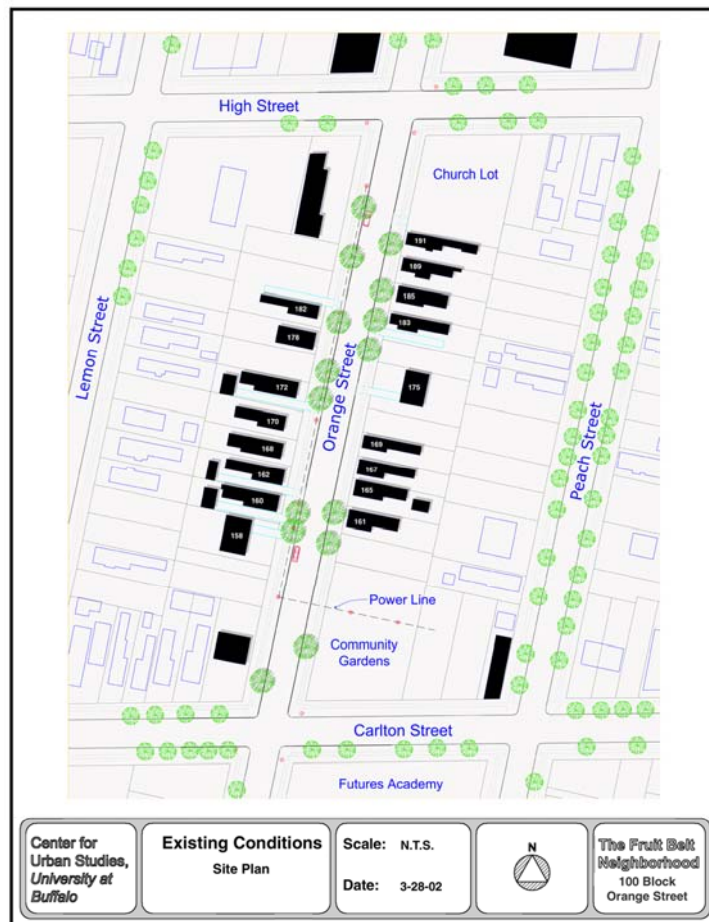 High Street
Church Lot
191
189
185
183
182
178
175
172
170
168
162
160
158
169
167
165
161
Lemon Street
Orange Street
Peach Street
Power Line
Community
Gardens
Carlton Street
Futures Academy
Center for
Urban Studies,
University at
Buffalo
Existing Conditions
Site Plan
Scale: N.T.S.
Date: 3-28-02
N
The Fruit Belt
Neighborhood
100 Block
Orange Street